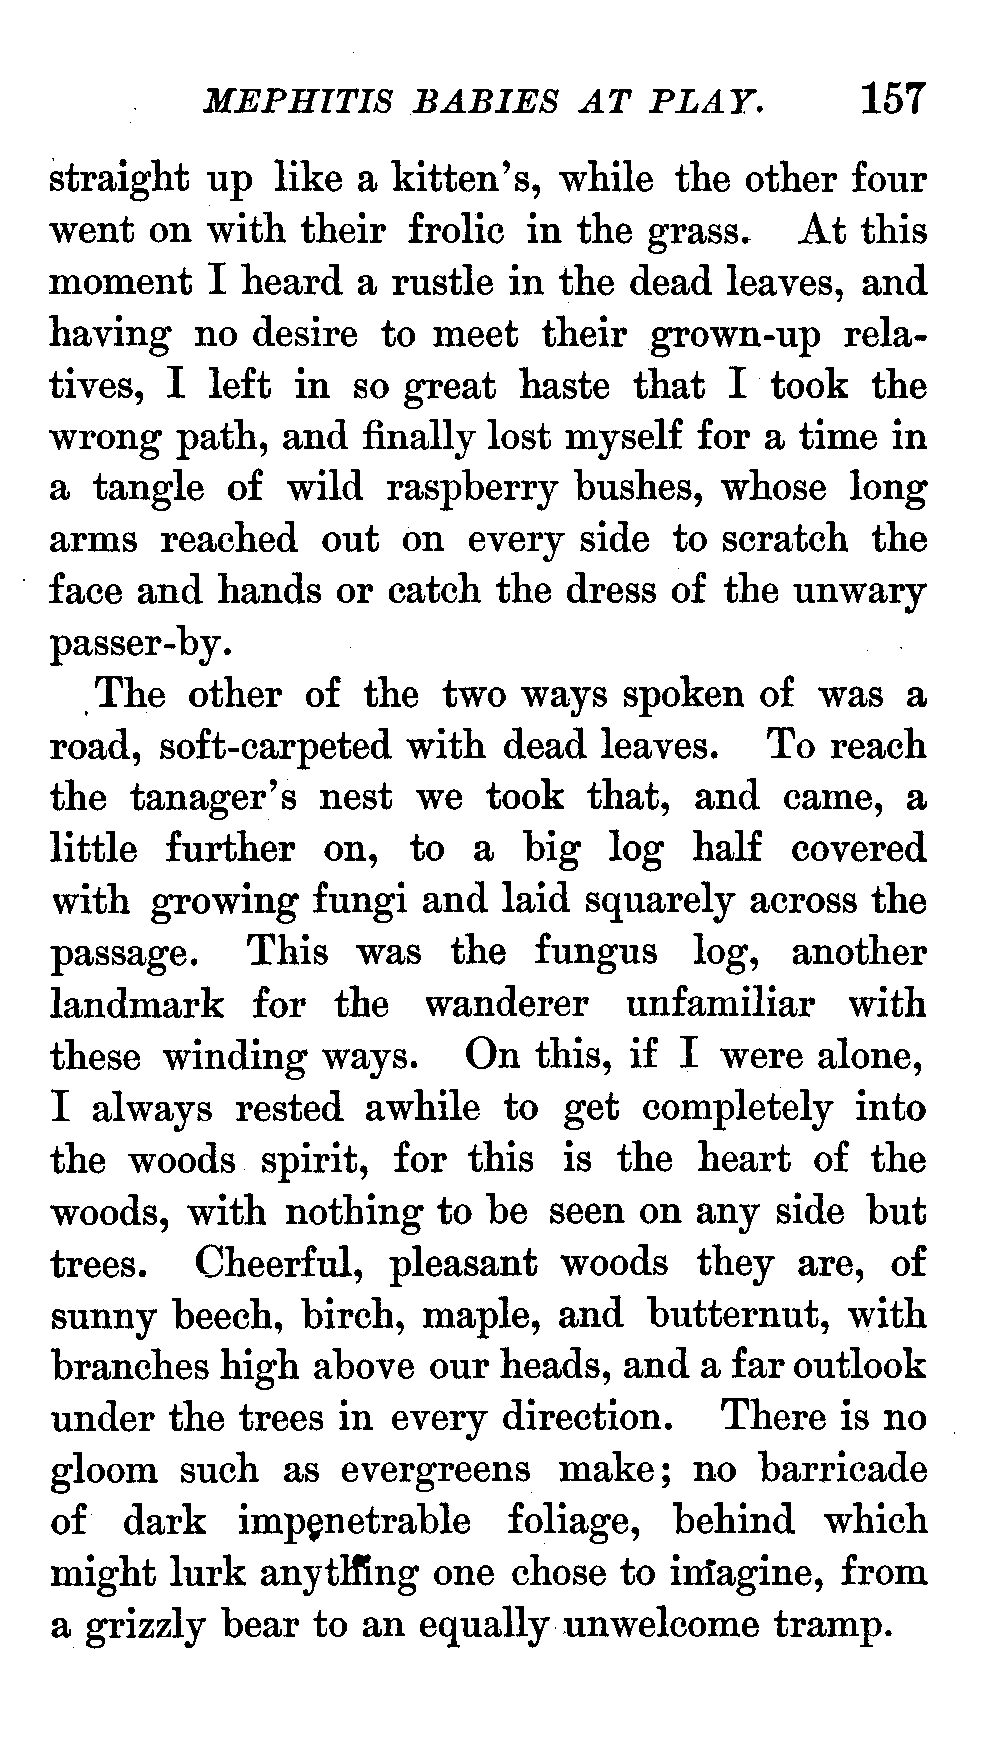 MEPHITIS BABIES AT PLAY. 157
straight up like a kitten's, while the other four
went on with their frolic in the grass. At this
moment I heard a rustle in the dead leaves, and
having no desire to meet their grown-up rela-
tives, I left in so great haste that I took the
wrong path, and finally lost myself for a time in
a tangle of wild raspberry bushes, whose long
arms reached out on every side to scratch the
face and hands or catch the dress of the unwary
passer-by.
The other of the two ways spoken of was a
road, soft-carpeted with dead leaves. To reach
the tanager's nest we took that, and came, a
little further on, to a big log half covered
with growing fungi and laid squarely across the
passage. This was the fungus log, another
landmark for the wanderer unfamiliar with
these winding ways. On this, if I were alone,
I always rested awhile to get completely into
the woods spirit, for this is the heart of the
woods, with nothing to be seen on any side but
trees. Cheerful, pleasant woods they are, of
sunny beech, birch, maple, and butternut, with
branches high above our heads, and a far outlook
under the trees in every direction. There is no
gloom such as evergreens make; no barricade
of dark impenetrable foliage, behind which
might lurk anything one chose to imagine, from
a grizzly bear to an equally unwelcome tramp.